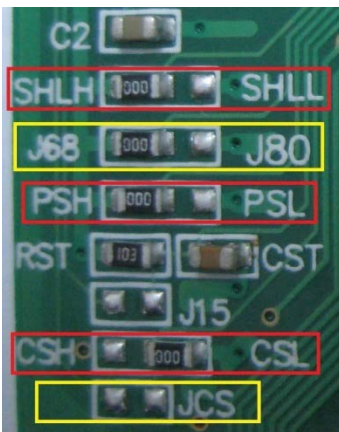 C2
SHLH 000 SHLL
J68 000 J80
PSH 000 PSL
RST 103 CST
J15
CSH 000 CSL
JCS